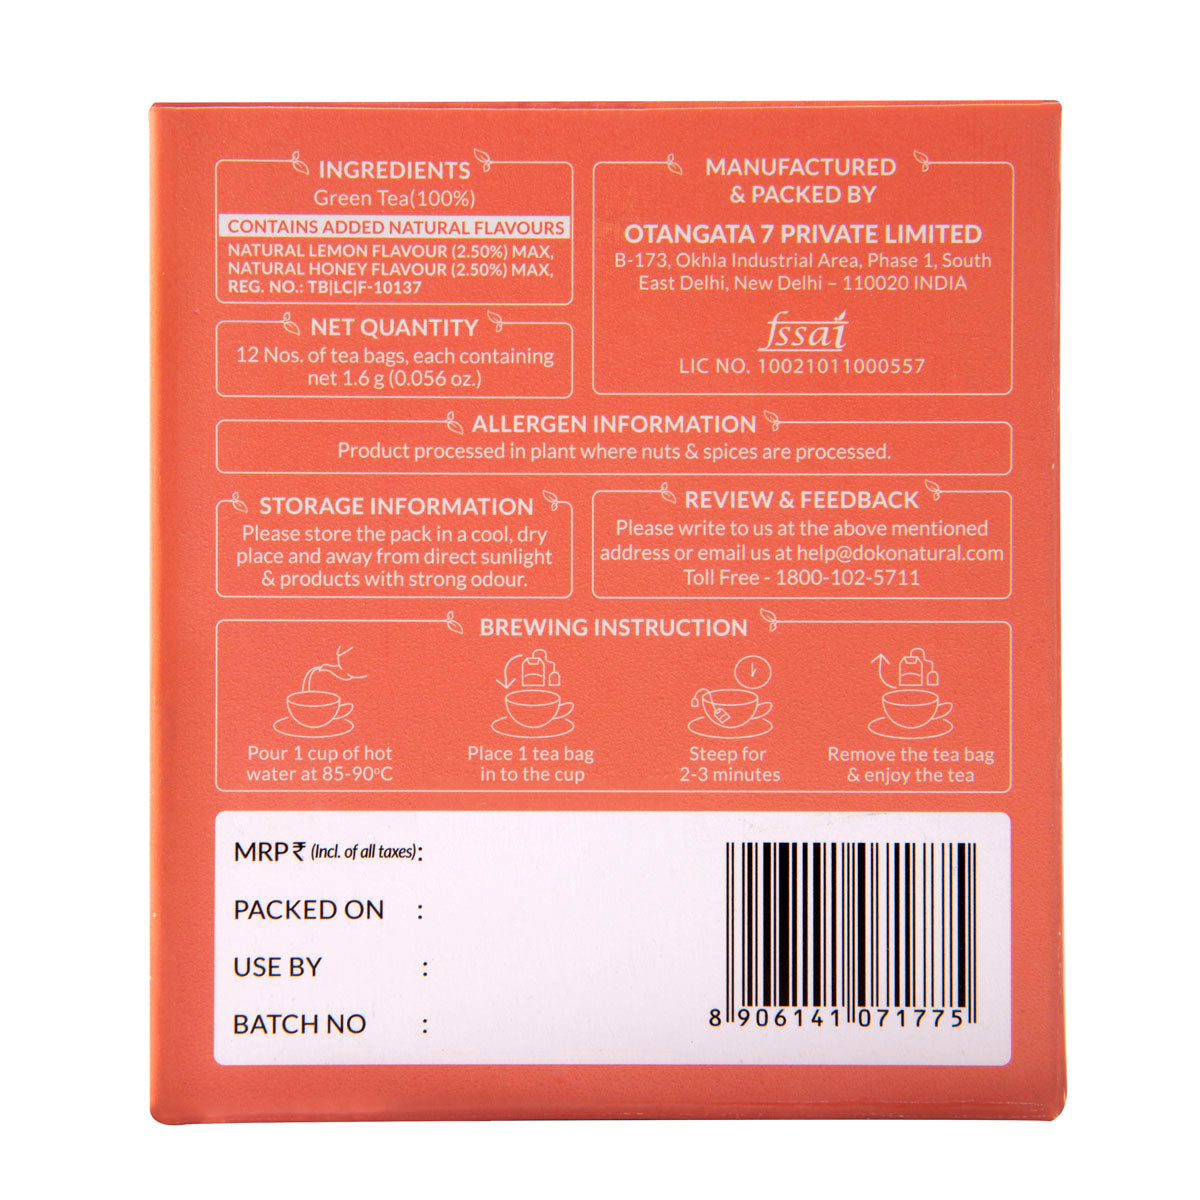 INGREDIENTS
Green Tea(100%)
CONTAINS ADDED NATURAL FLAVOURS
NATURAL LEMON FLAVOUR (2.50%) MAX,
NATURAL HONEY FLAVOUR (2.50%) MAX,
REG. NO.: TB|LC|F-10137
NET QUANTITY
12 Nos. of tea bags, each containing
net 1.6 g (0.056 oz.)
MANUFACTURED
& PACKED BY
OTANGATA 7 PRIVATE LIMITED
B-173, Okhla Industrial Area, Phase 1, South
East Delhi, New Delhi – 110020 INDIA
fssai
LIC NO. 10021011000557
ALLERGEN INFORMATION
Product processed in plant where nuts & spices are processed.
STORAGE INFORMATION
Please store the pack in a cool, dry
place and away from direct sunlight
& products with strong odour.
REVIEW & FEEDBACK
Please write to us at the above mentioned
address or email us at help@dokonatural.com
Toll Free - 1800-102-5711
BREWING INSTRUCTION
Pour 1 cup of hot
water at 85-90°C
Place 1 tea bag
in to the cup
Steep for
2-3 minutes
Remove the tea bag
& enjoy the tea
MRP ₹ (Incl. of all taxes):
PACKED ON :
USE BY :
BATCH NO :
8 906141 071775